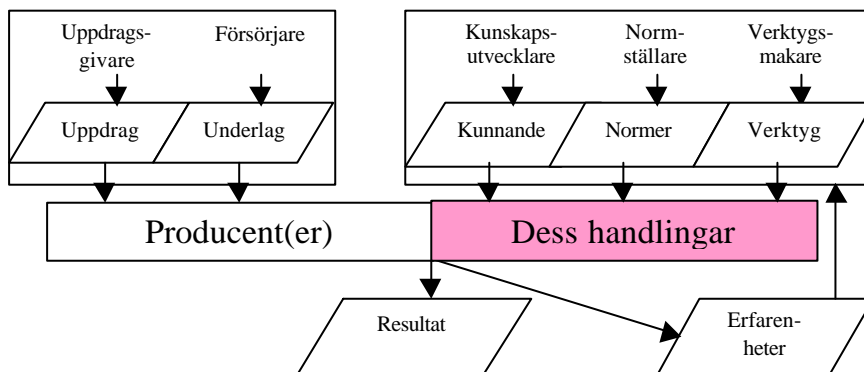 Uppdrags-
givare
Försörjare
Kunskaps-
utvecklare
Norm-
ställare
Verktygs-
makare
Uppdrag
Underlag
Kunnande
Normer
Verktyg
Producent(er)
Dess handlingar
Resultat
Erfaren-
heter